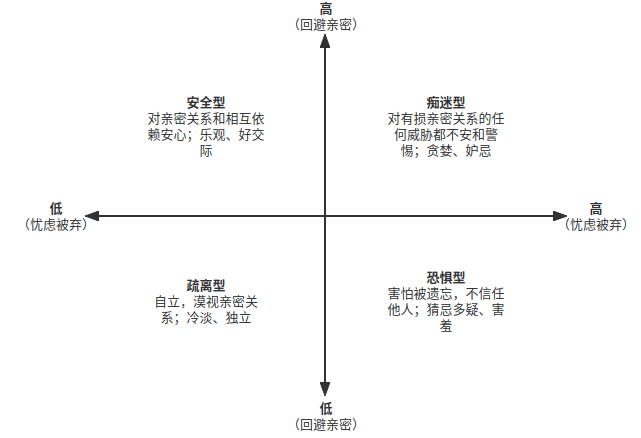 高
（回避亲密）
安全型
对亲密关系和相互依
赖安心；乐观、好交
际
痴迷型
对有损亲密关系的任
何威胁都不安和警
惕；贪婪、妒忌
低
（忧虑被弃）
高
（忧虑被弃）
疏离型
自立，漠视亲密关
系；冷淡、独立
恐惧型
害怕被遗忘，不信任
他人；猜忌多疑、害
羞
低
（回避亲密）